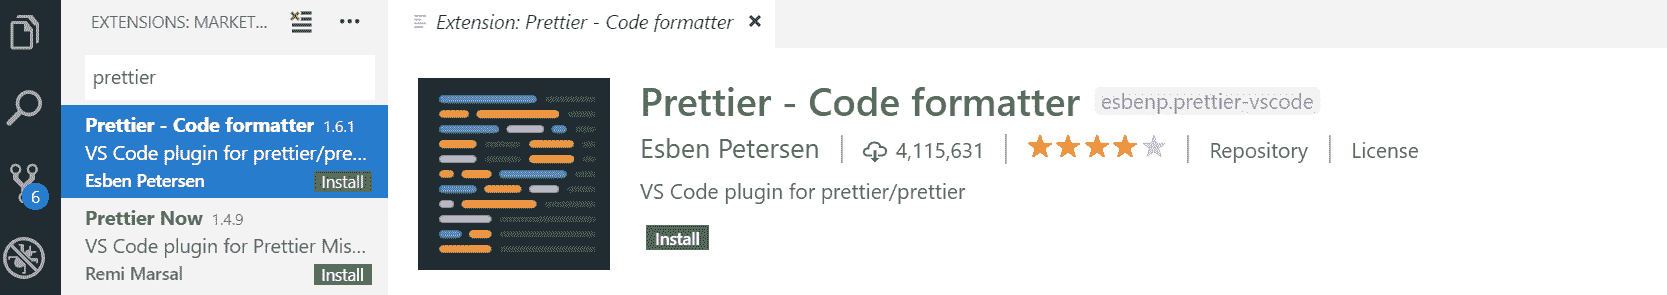 EXTENSIONS: MARKET...
prettier
Prettier - Code formatter 1.6.1
VS Code plugin for prettier/pre...
Esben Petersen Install
Prettier Now 1.4.9
VS Code plugin for Prettier Mis...
Remi Marsal Install
6
Extension: Prettier - Code formatter
Prettier - Code formatter esbenp.prettier-vscode
Esben Petersen 4,115,631 Repository License
VS Code plugin for prettier/prettier
Install